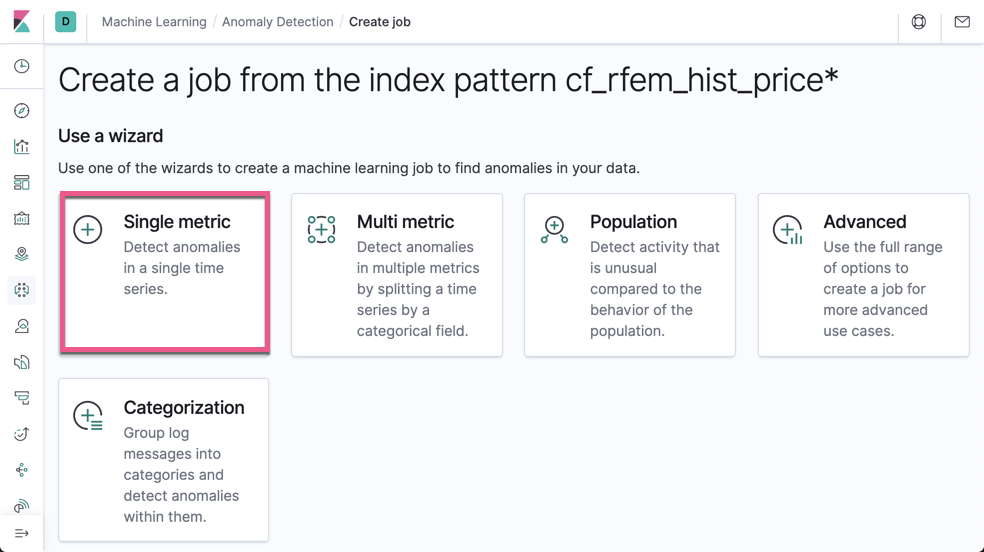 D Machine Learning / Anomaly Detection / Create job
Create a job from the index pattern cf_rfem_hist_price*
Use a wizard
Use one of the wizards to create a machine learning job to find anomalies in your data.
Single metric
Detect anomalies
in a single time
series.
Multi metric
Detect anomalies
in multiple metrics
by splitting a time
series by a
categorical field.
Population
Detect activity that
is unusual
compared to the
behavior of the
population.
Advanced
Use the full range
of options to
create a job for
more advanced
use cases.
Categorization
Group log
messages into
categories and
detect anomalies
within them.